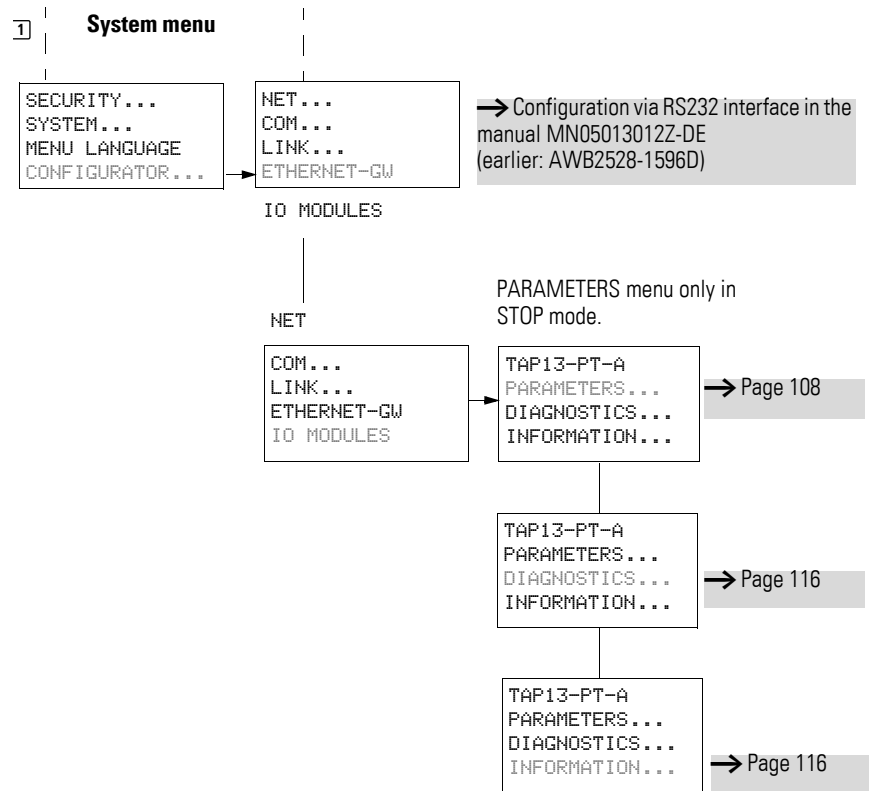 1
System menu
SECURITY...
SYSTEM...
MENU LANGUAGE
CONFIGURATOR...
NET...
COM...
LINK...
ETHERNET-GW
IO MODULES
→ Configuration via RS232 interface in the
manual MN05013012Z-DE
(earlier: AWB2528-1596D)
NET
PARAMETERS menu only in
STOP mode.
COM...
LINK...
ETHERNET-GW
IO MODULES
TAP13-PT-A
PARAMETERS...
DIAGNOSTICS...
INFORMATION...
→ Page 108
TAP13-PT-A
PARAMETERS...
DIAGNOSTICS...
INFORMATION...
→ Page 116
TAP13-PT-A
PARAMETERS...
DIAGNOSTICS...
INFORMATION...
→ Page 116